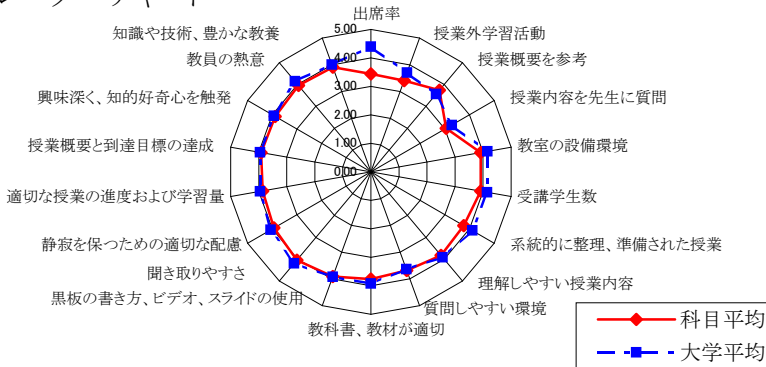 出席率
授業外学習活動
授業概要を参考
授業内容を先生に質問
教室の設備環境
受講学生数
系統的に整理、準備された授業
理解しやすい授業内容
質問しやすい環境
教科書、教材が適切
黒板の書き方、ビデオ、スライドの使用
聞き取りやすさ
静寂を保つための適切な配慮
適切な授業の進度および学習量
授業概要と到達目標の達成
興味深く、知的好奇心を触発
教員の熱意
知識や技術、豊かな教養
5.00
4.00
3.00
2.00
1.00
0.00
科目平均
大学平均